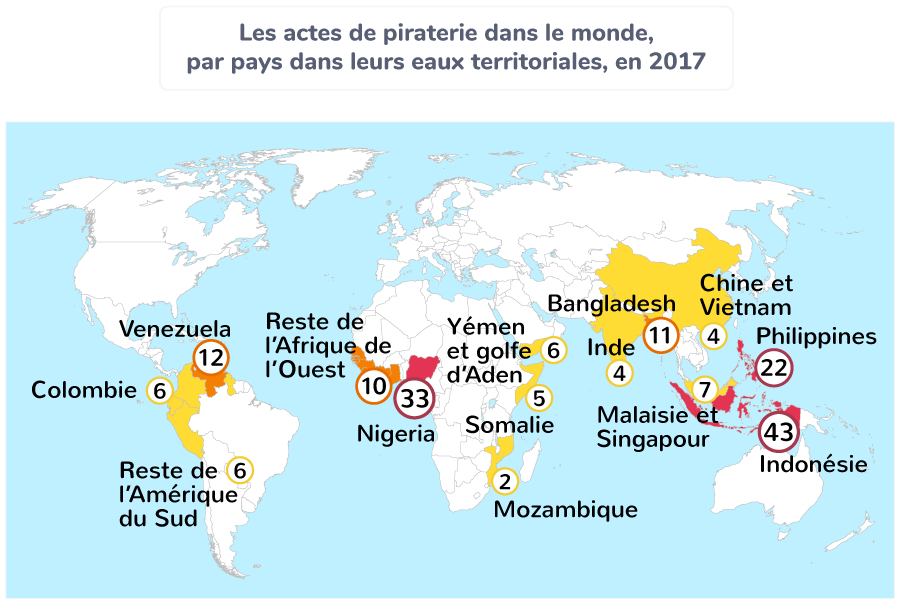 Les actes de piraterie dans le monde,
par pays dans leurs eaux territoriales, en 2017
Venezuela
12
Colombie
6
Reste de
l'Amérique
du Sud
6
Reste de
l'Afrique de
l'Ouest
10
33
Nigeria
Yémen
et golfe
d'Aden
6
5
Somalie
2
Mozambique
Bangladesh
11
Inde
4
Chine et
Vietnam
4
Philippines
22
7
Malaisie et
Singapour
43
Indonésie